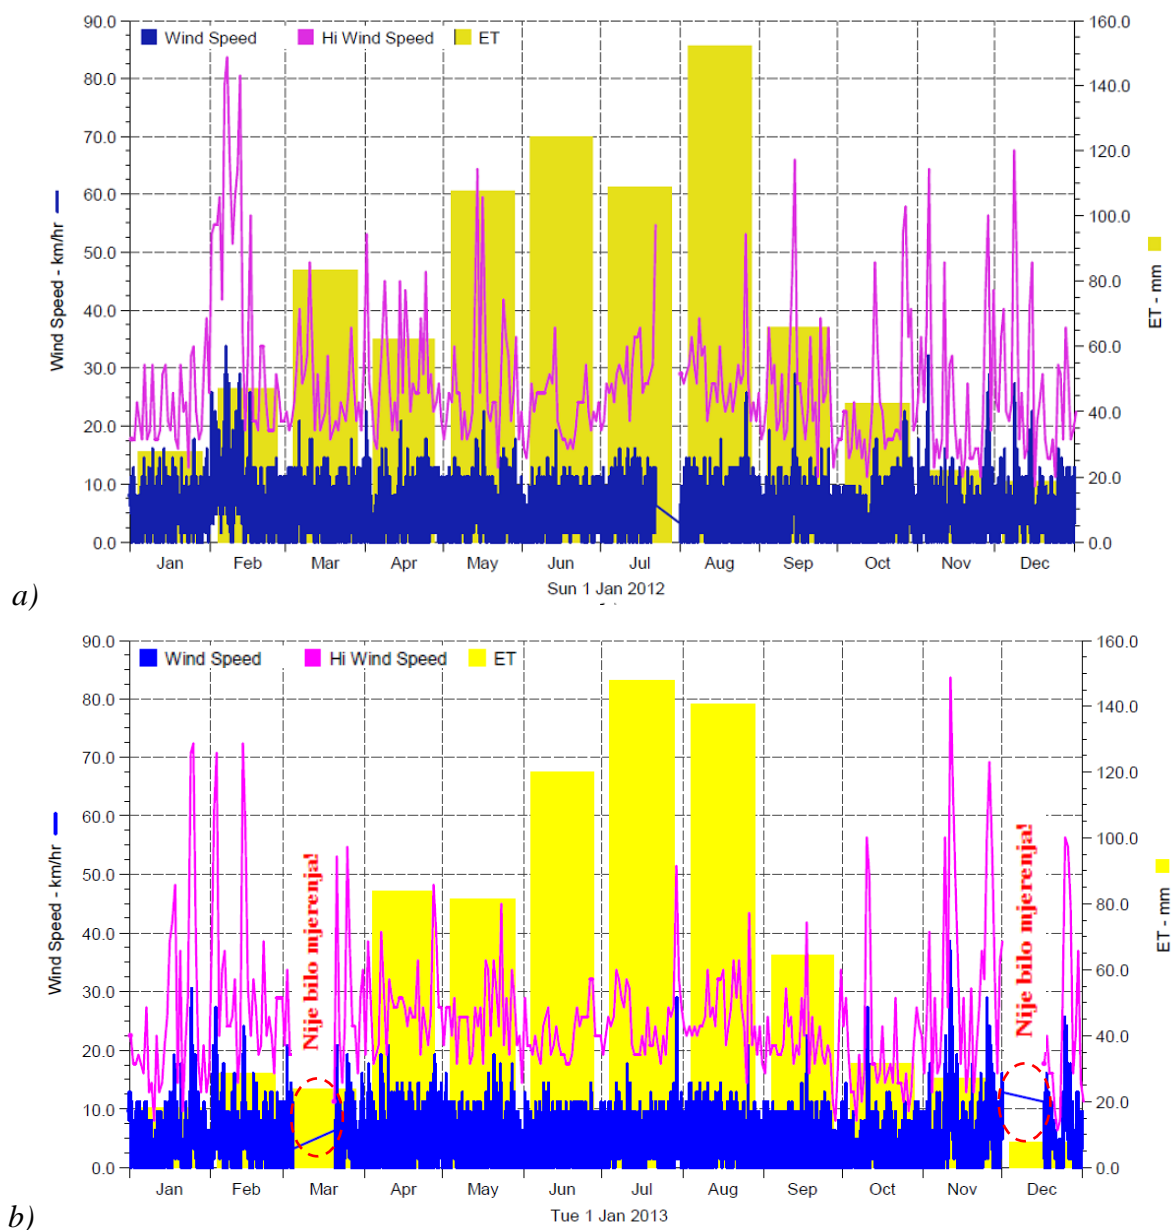 90.0
160.0
Wind Speed
Hi Wind Speed
ET
80.0
140.0
70.0
120.0
60.0
100.0
50.0
80.0
40.0
60.0
30.0
40.0
20.0
20.0
10.0
0.0
0.0
Wind Speed - km/hr
ET - mm
Jan Feb Mar Apr May Jun Jul Aug Sep Oct Nov Dec
Sun 1 Jan 2012
a)
90.0
160.0
Wind Speed
Hi Wind Speed
ET
80.0
140.0
70.0
120.0
60.0
100.0
50.0
80.0
40.0
60.0
30.0
40.0
20.0
20.0
10.0
0.0
0.0
Wind Speed - km/hr
ET - mm
Nije bilo mjerenja!
Nije bilo mjerenja!
Jan Feb Mar Apr May Jun Jul Aug Sep Oct Nov Dec
Tue 1 Jan 2013
b)